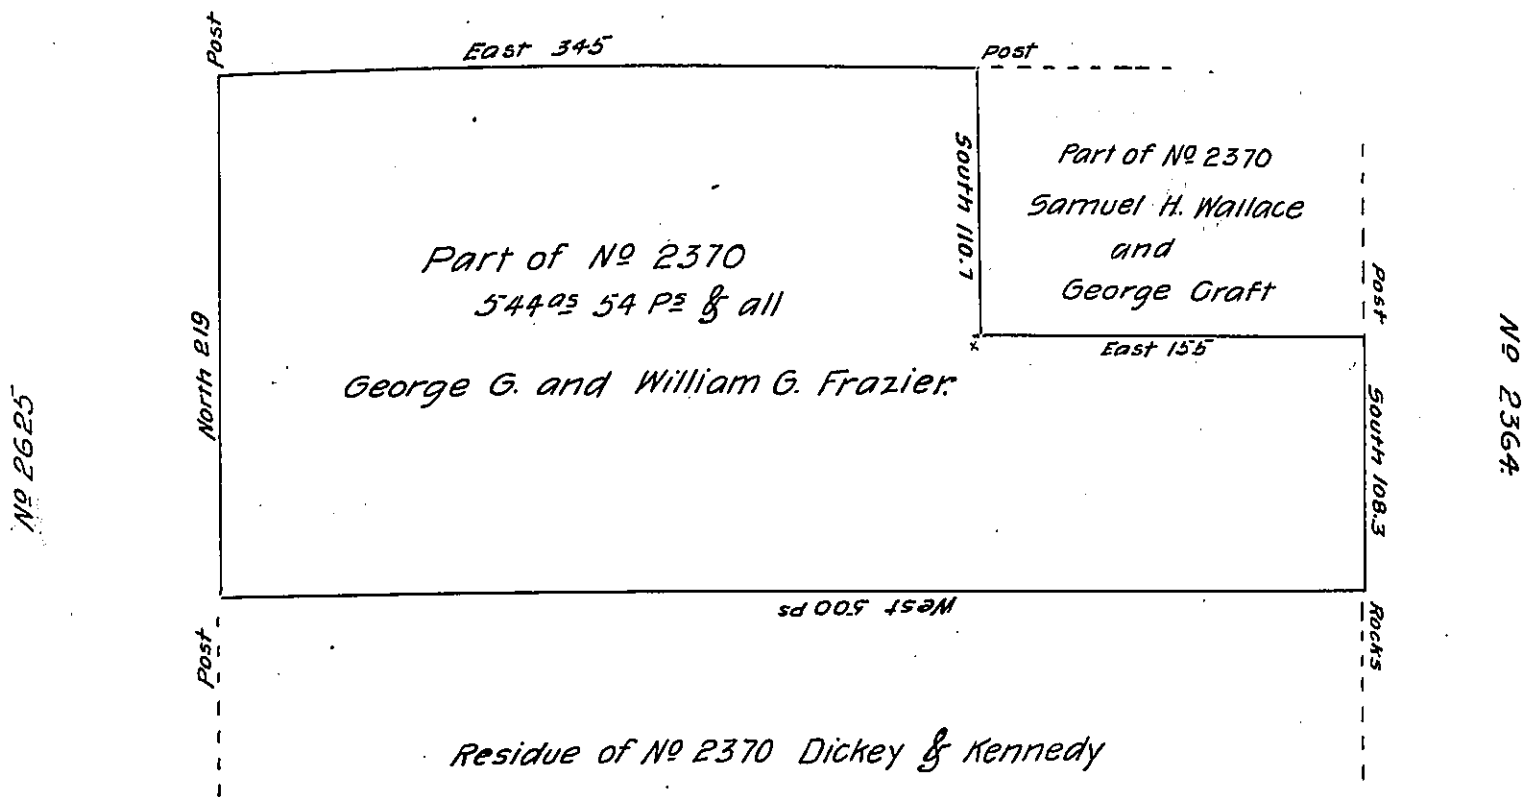 Post
East 345
Post
Part of Nº 2370
Samuel H. Wallace
and
George Craft
South 110.7
Part of Nº 2370
544as 54 Ps & all
George G. and William G. Frazier.
Post
East 155
North 219
South 108.3
Nº 2625
Nº 2364
West 500 ps
Post
Rocks
Residue of Nº 2370 Dickey & Kennedy